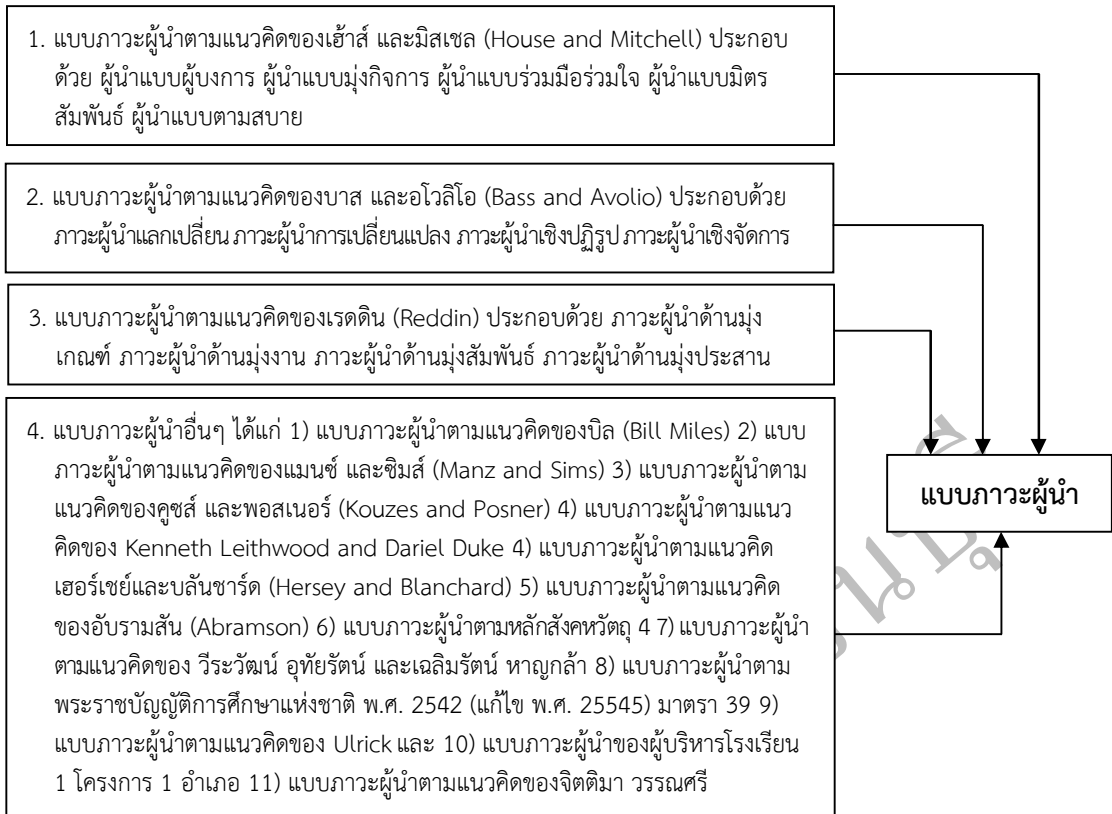 1. แบบภาวะผู้นำตามแนวคิดของเฮ้าส์ และมิสเชล (House and Mitchell) ประกอบ
ด้วย ผู้นำแบบผู้บงการ ผู้นำแบบมุ่งกิจการ ผู้นำแบบร่วมมือร่วมใจ ผู้นำแบบมิตร
สัมพันธ์ ผู้นำแบบตามสบาย
2. แบบภาวะผู้นำตามแนวคิดของบาส และอโวลิโอ (Bass and Avolio) ประกอบด้วย
ภาวะผู้นำแลกเปลี่ยน ภาวะผู้นำการเปลี่ยนแปลง ภาวะผู้นำเชิงปฏิรูป ภาวะผู้นำเชิงจัดการ
3. แบบภาวะผู้นำตามแนวคิดของเรดดิน (Reddin) ประกอบด้วย ภาวะผู้นำด้านมุ่ง
เกณฑ์ ภาวะผู้นำด้านมุ่งงาน ภาวะผู้นำด้านมุ่งสัมพันธ์ ภาวะผู้นำด้านมุ่งประสาน
4. แบบภาวะผู้นำอื่นๆ ได้แก่ 1) แบบภาวะผู้นำตามแนวคิดของบิล (Bill Miles) 2) แบบ
ภาวะผู้นำตามแนวคิดของแมนซ์ และซิมส์ (Manz and Sims) 3) แบบภาวะผู้นำตาม
แนวคิดของคูซส์ และพอสเนอร์ (Kouzes and Posner) 4) แบบภาวะผู้นำตามแนว
คิดของ Kenneth Leithwood and Dariel Duke 4) แบบภาวะผู้นำตามแนวคิด
เฮอร์เชย์และบลันชาร์ด (Hersey and Blanchard) 5) แบบภาวะผู้นำตามแนวคิด
ของอับรามสัน (Abramson) 6) แบบภาวะผู้นำตามหลักสังคหวัตถุ 4 7) แบบภาวะผู้นำ
ตามแนวคิดของ วีระวัฒน์ อุทัยรัตน์ และเฉลิมรัตน์ หาญกล้า 8) แบบภาวะผู้นำตาม
พระราชบัญญัติการศึกษาแห่งชาติ พ.ศ. 2542 (แก้ไข พ.ศ. 25545) มาตรา 39 9)
แบบภาวะผู้นำตามแนวคิดของ Ulrick และ 10) แบบภาวะผู้นำของผู้บริหารโรงเรียน
1 โครงการ 1 อำเภอ 11) แบบภาวะผู้นำตามแนวคิดของจิตติมา วรรณศรี
แบบภาวะผู้นำ